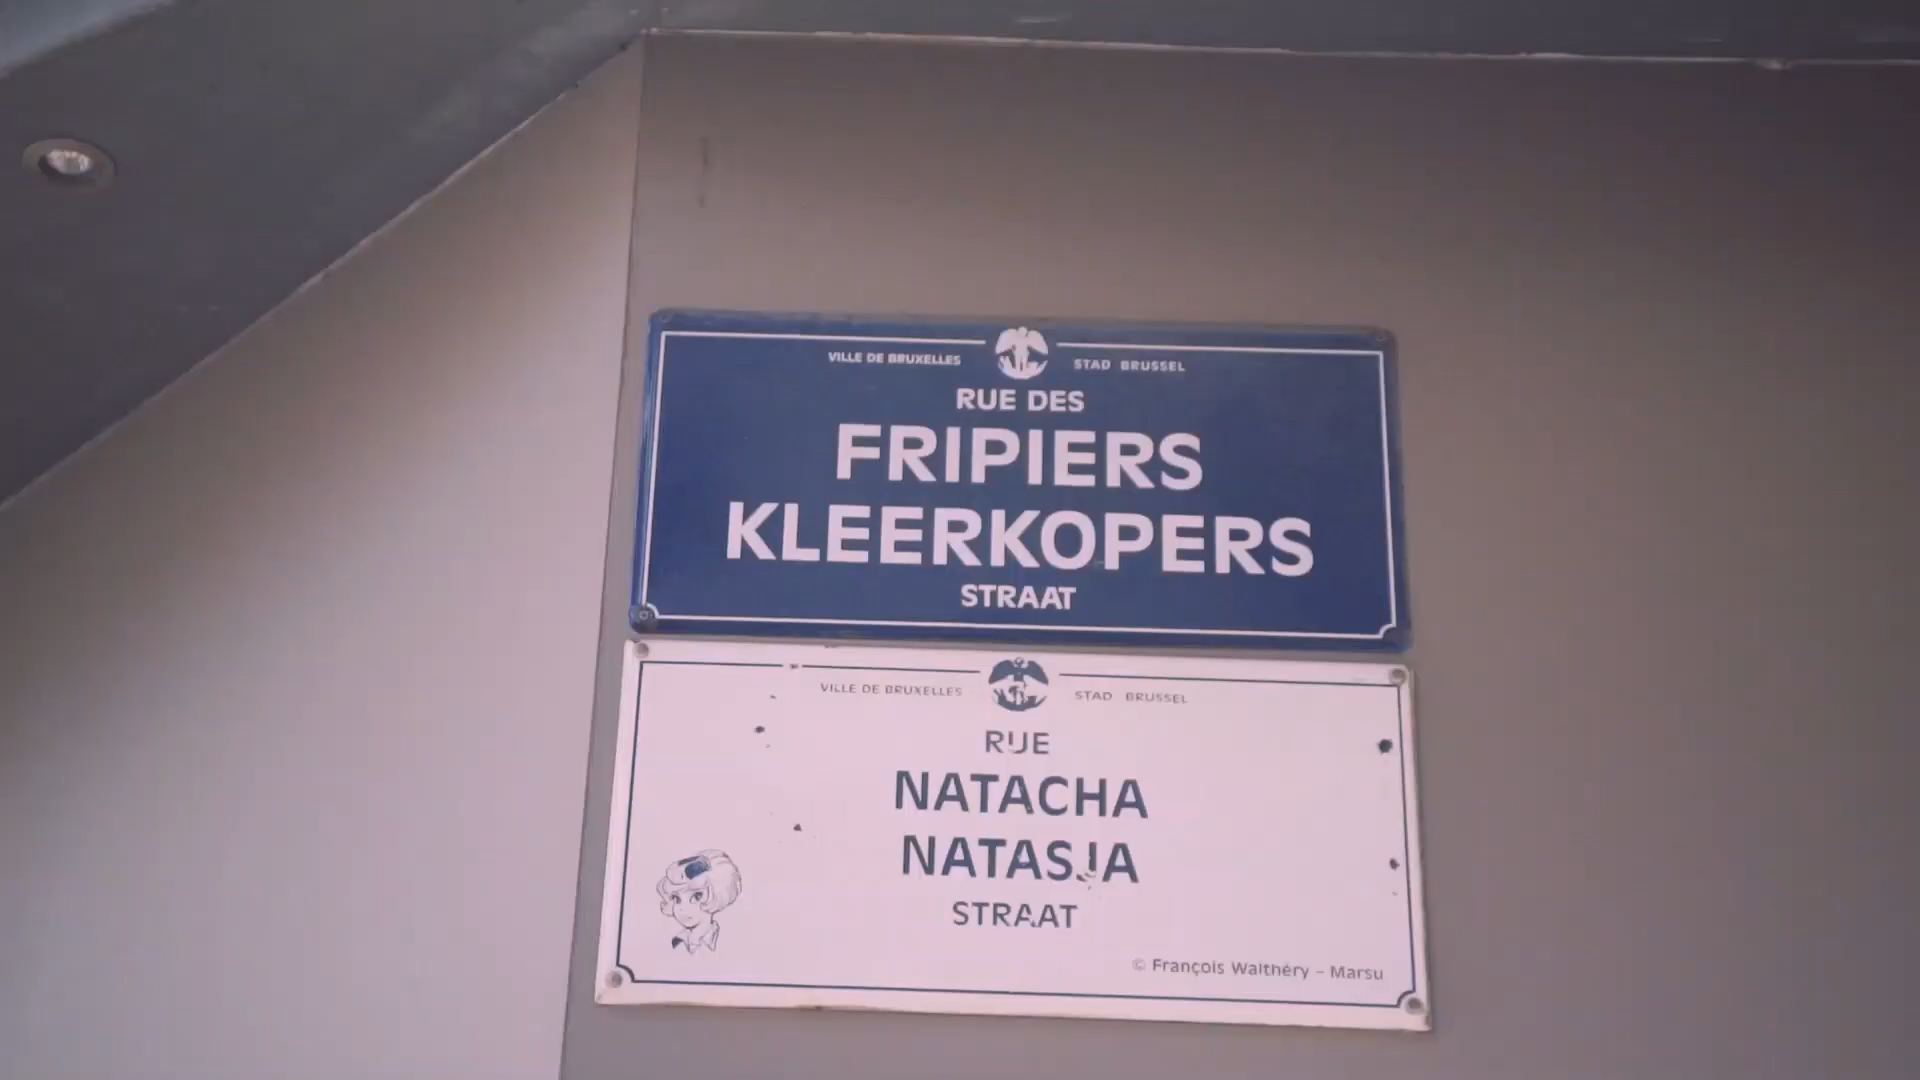 VILLE DE BRUXELLES STAD BRUSSEL
RUE DES
FRIPIERS
KLEERKOPERS
STRAAT
VILLE DE BRUXELLES STAD BRUSSEL
RUE
NATACHA
NATASJA
STRAAT
© François Walthéry – Marsu